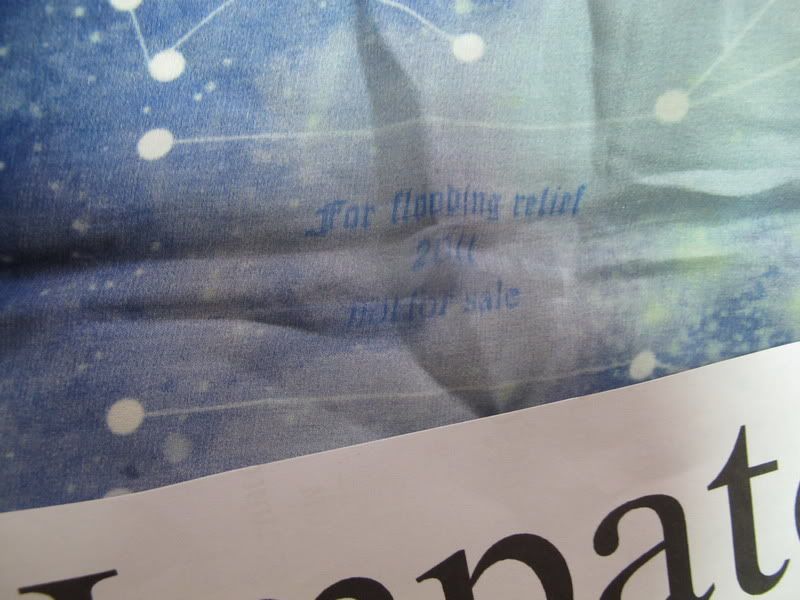 For flooding relief
2011
not for sale